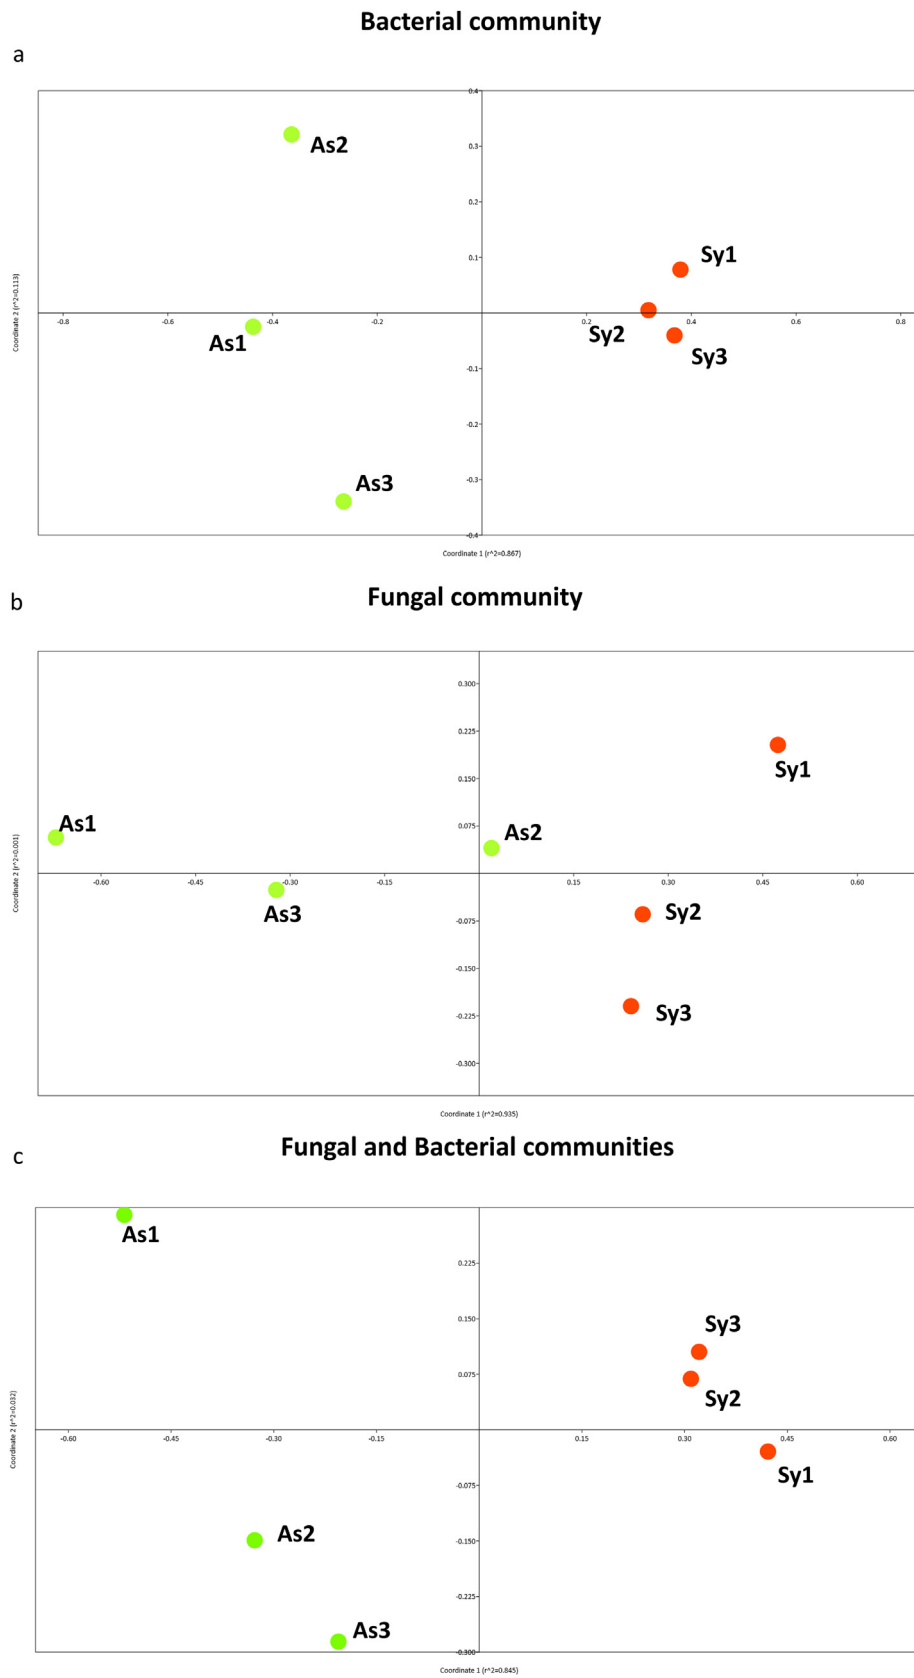 Bacterial community
a
0.4
As2
0.3
0.2
Sy1
0.1
Coordinate 2 (r^2=0.113)
-0.8 -0.6 -0.4 -0.2 0.2 0.4 0.6 0.8
As1
Sy2
Sy3
-0.1
-0.2
-0.3
As3
-0.4
Coordinate 1 (r^2=0.867)
b
Fungal community
0.300
0.225
Sy1
0.150
As1
0.075
As2
Coordinate 2 (r^2=0.001)
-0.60 -0.45 -0.30 -0.15 0.15 0.30 0.45 0.60
As3
Sy2
-0.075
-0.150
-0.225
Sy3
-0.300
Coordinate 1 (r^2=0.935)
c
Fungal and Bacterial communities
As1
0.225
0.150
Sy3
0.075
Sy2
Coordinate 2 (r^2=0.032)
-0.60 -0.45 -0.30 -0.15 0.15 0.30 0.45 0.60
Sy1
-0.075
As2
-0.150
-0.225
As3
-0.300
Coordinate 1 (r^2=0.845)